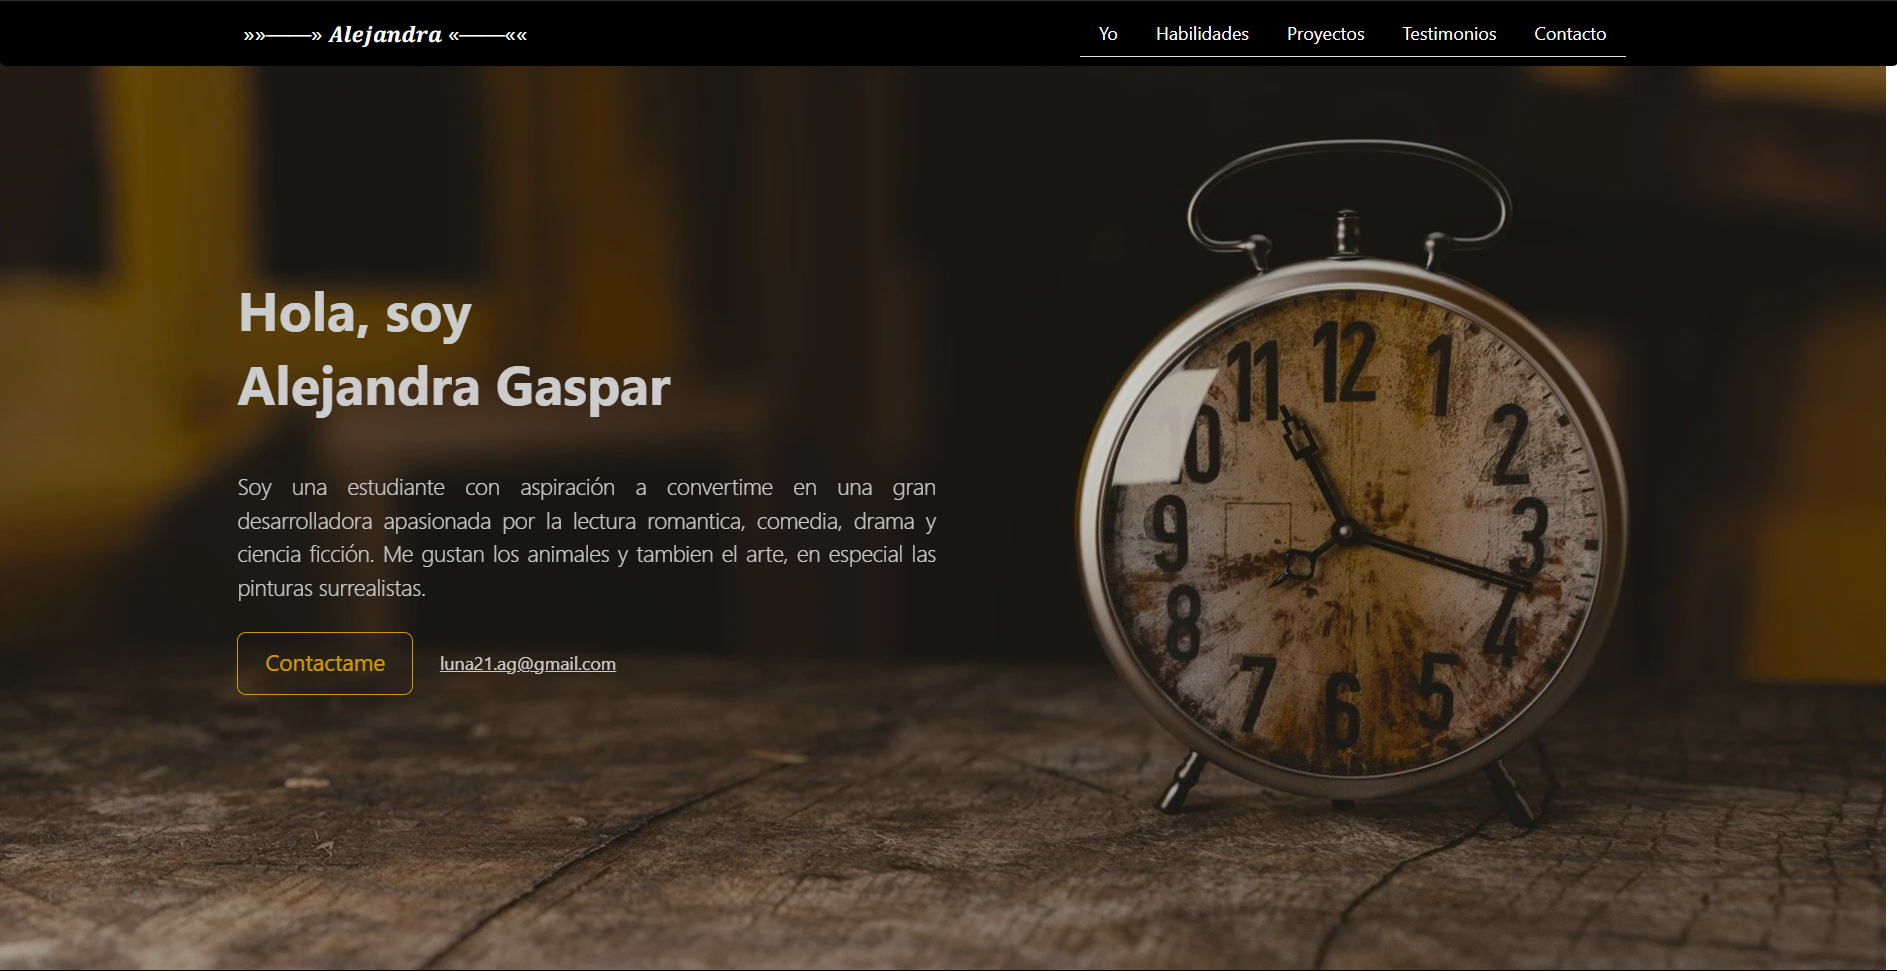 »»——» Alejandra «——««
Yo Habilidades Proyectos Testimonios Contacto
Hola, soy
Alejandra Gaspar
Soy una estudiante con aspiración a convertime en una gran
desarrolladora apasionada por la lectura romantica, comedia, drama y
ciencia ficción. Me gustan los animales y tambien el arte, en especial las
pinturas surrealistas.
Contactame luna21.ag@gmail.com
12
11 1
10 2
9 3
8 4
7 5
6